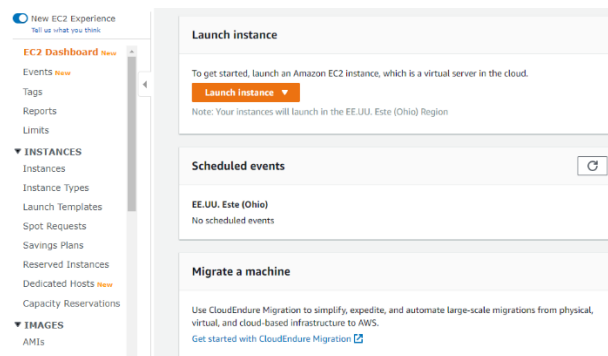 New EC2 Experience
Tell us what you think
EC2 Dashboard New
Events New
Tags
Reports
Limits
▼ INSTANCES
Instances
Instance Types
Launch Templates
Spot Requests
Savings Plans
Reserved Instances
Dedicated Hosts New
Capacity Reservations
▼ IMAGES
AMIs
Launch instance
To get started, launch an Amazon EC2 instance, which is a virtual server in the cloud.
Launch instance ▼
Note: Your instances will launch in the EE.UU. Este (Ohio) Region
Scheduled events
EE.UU. Este (Ohio)
No scheduled events
Migrate a machine
Use CloudEndure Migration to simplify, expedite, and automate large-scale migrations from physical,
virtual, and cloud-based infrastructure to AWS.
Get started with CloudEndure Migration